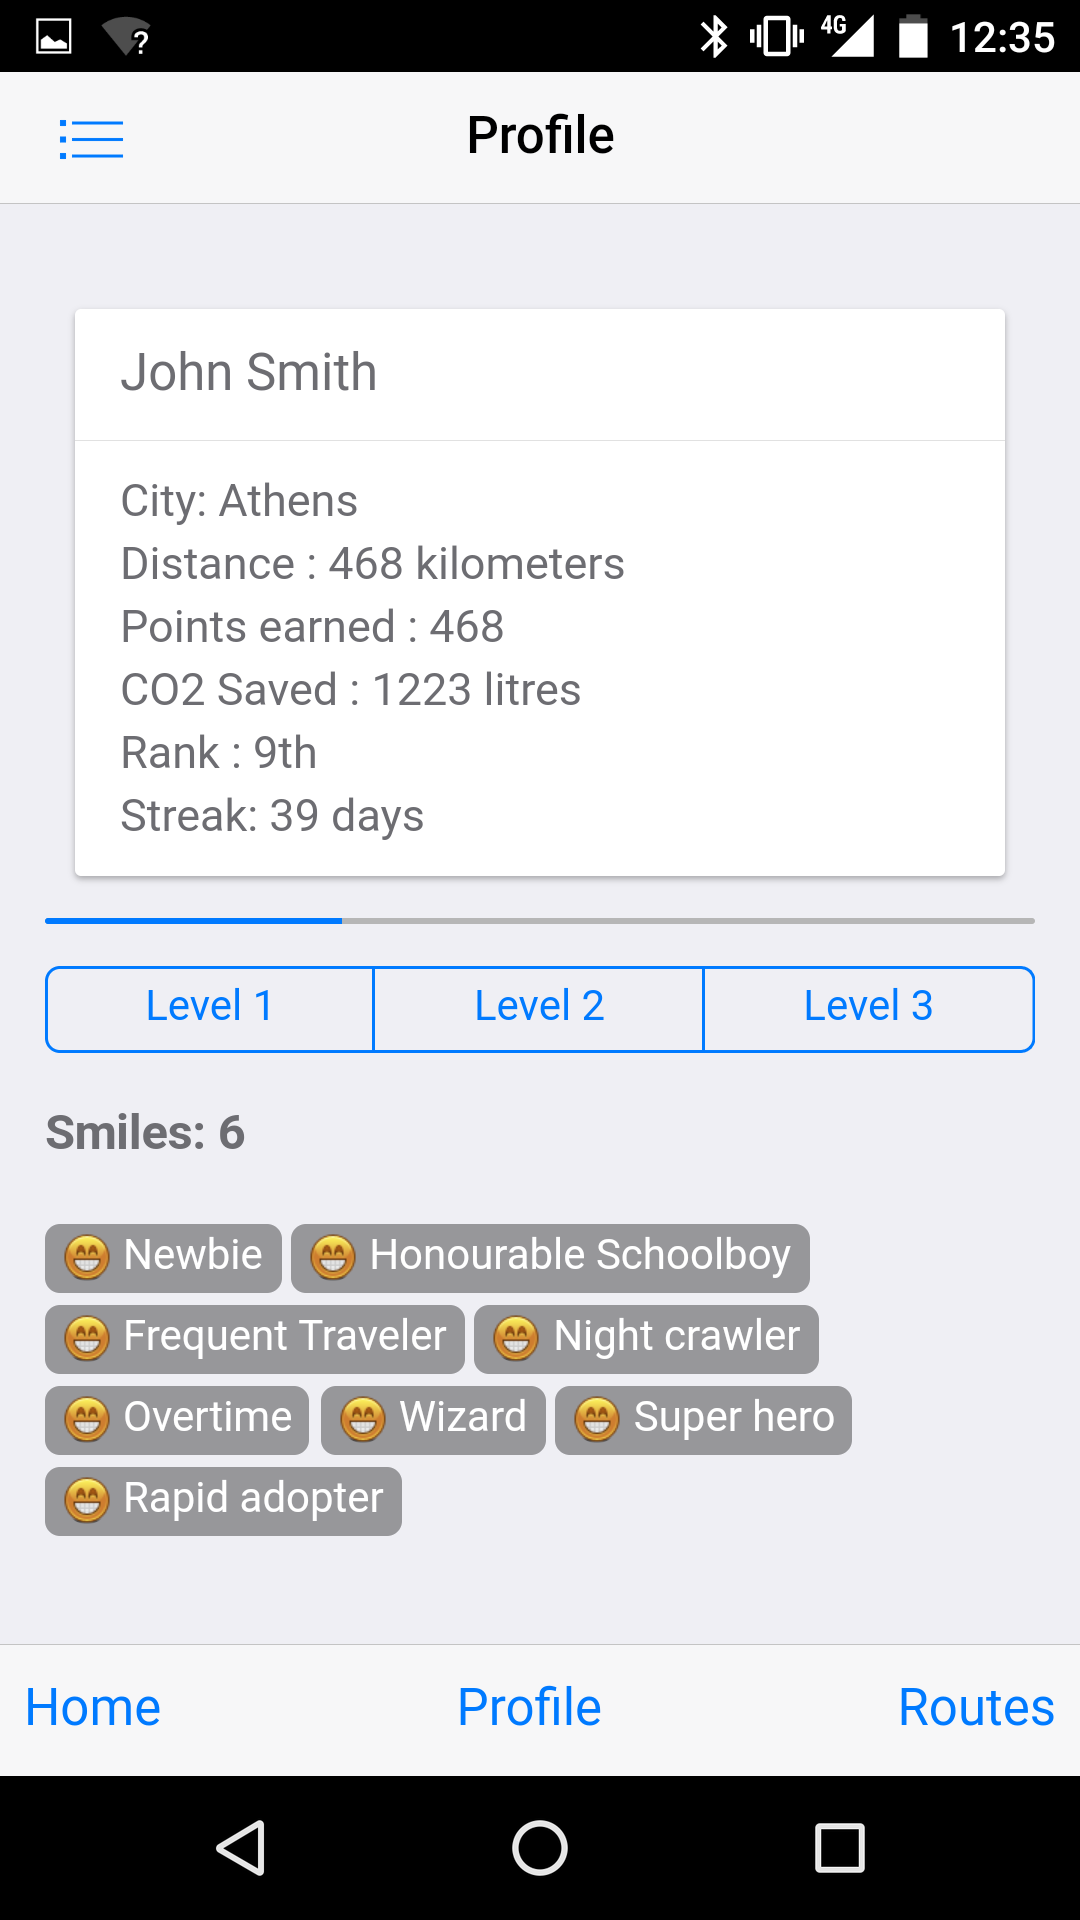 4G 12:35
Profile
John Smith
City: Athens
Distance : 468 kilometers
Points earned : 468
CO2 Saved : 1223 litres
Rank : 9th
Streak: 39 days
Level 1 Level 2 Level 3
Smiles: 6
Newbie Honourable Schoolboy
Frequent Traveler Night crawler
Overtime Wizard Super hero
Rapid adopter
Home Profile Routes